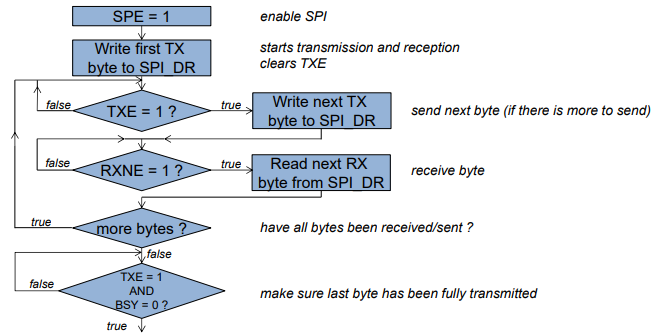 SPE = 1
enable SPI
Write first TX
byte to SPI_DR
starts transmission and reception
clears TXE
false
TXE = 1 ?
true
Write next TX
byte to SPI_DR
send next byte (if there is more to send)
false
RXNE = 1 ?
true
Read next RX
byte from SPI_DR
receive byte
true
more bytes ?
have all bytes been received/sent ?
false
false
TXE = 1
AND
BSY = 0 ?
make sure last byte has been fully transmitted
true